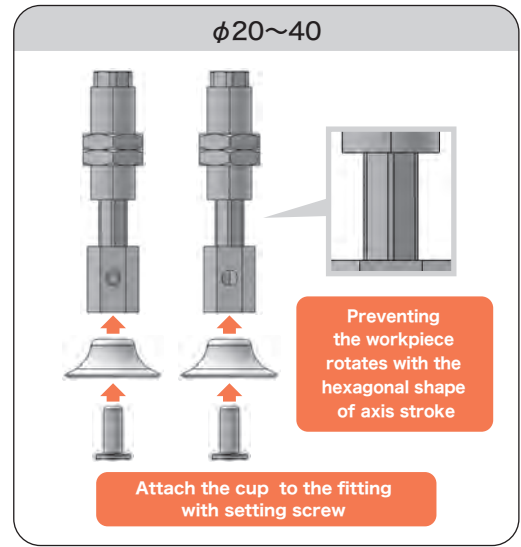 φ20〜40
Preventing
the workpiece
rotates with the
hexagonal shape
of axis stroke
Attach the cup to the fitting
with setting screw